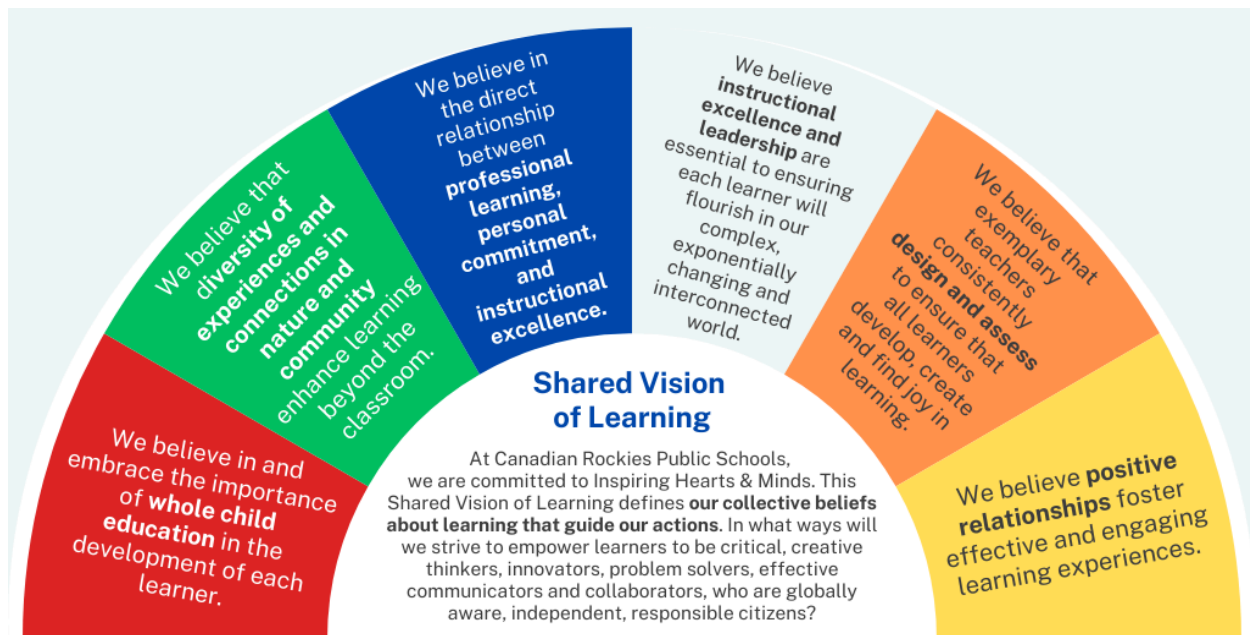 We believe in and
embrace the importance
of whole child
education in the
development of each
learner.
We believe that
diversity of
experiences and
connections in
nature and
community
enhance learning
beyond the
classroom.
We believe in
the direct
relationship
between
professional
learning,
personal
commitment,
and
instructional
excellence.
We believe
instructional
excellence and
leadership are
essential to ensuring
each learner will
flourish in our
complex,
exponentially
changing and
interconnected
world.
We believe that
exemplary
teachers
consistently
design and assess
to ensure that
all learners
develop, create
and find joy in
learning.
We believe positive
relationships foster
effective and engaging
learning experiences.
Shared Vision
of Learning
At Canadian Rockies Public Schools,
we are committed to Inspiring Hearts & Minds. This
Shared Vision of Learning defines our collective beliefs
about learning that guide our actions. In what ways will
we strive to empower learners to be critical, creative
thinkers, innovators, problem solvers, effective
communicators and collaborators, who are globally
aware, independent, responsible citizens?